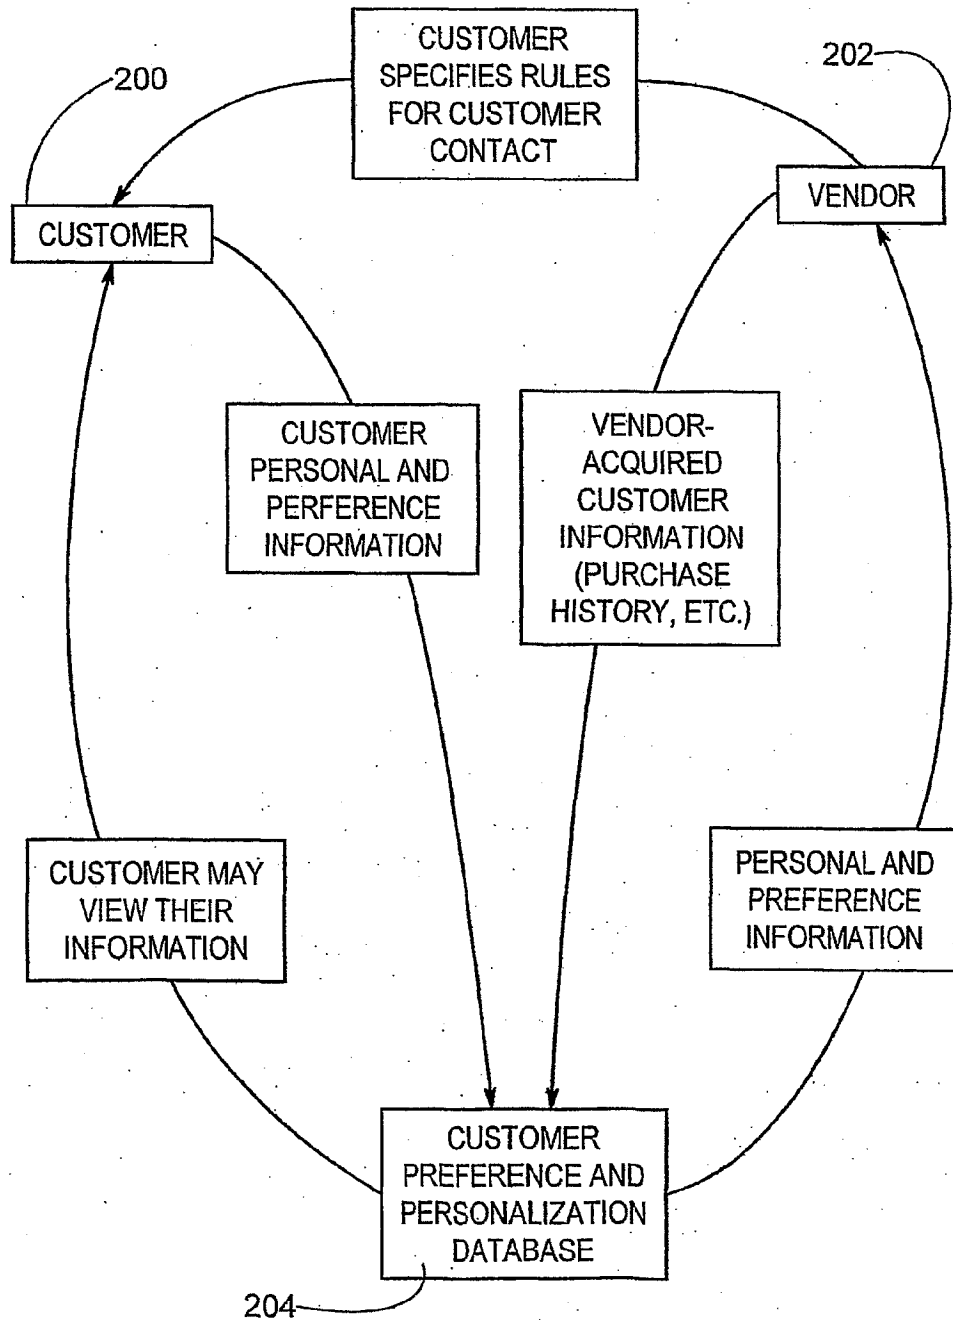 CUSTOMER
SPECIFIES RULES
FOR CUSTOMER
CONTACT
200
202
CUSTOMER
VENDOR
CUSTOMER
PERSONAL AND
PERFERENCE
INFORMATION
VENDOR-
ACQUIRED
CUSTOMER
INFORMATION
(PURCHASE
HISTORY, ETC.)
CUSTOMER MAY
VIEW THEIR
INFORMATION
PERSONAL AND
PREFERENCE
INFORMATION
CUSTOMER
PREFERENCE AND
PERSONALIZATION
DATABASE
204